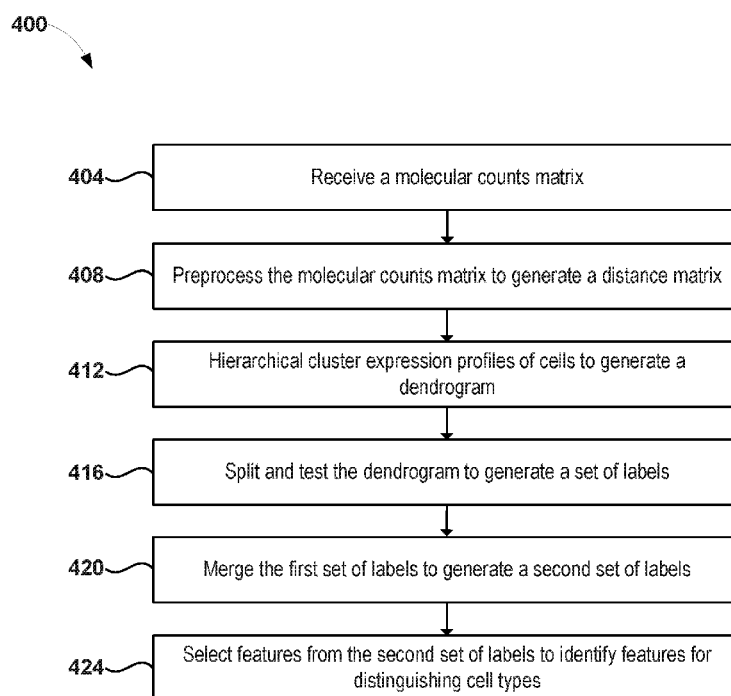 400
404
Receive a molecular counts matrix
408
Preprocess the molecular counts matrix to generate a distance matrix
412
Hierarchical cluster expression profiles of cells to generate a
dendrogram
416
Split and test the dendrogram to generate a set of labels
420
Merge the first set of labels to generate a second set of labels
424
Select features from the second set of labels to identify features for
distinguishing cell types